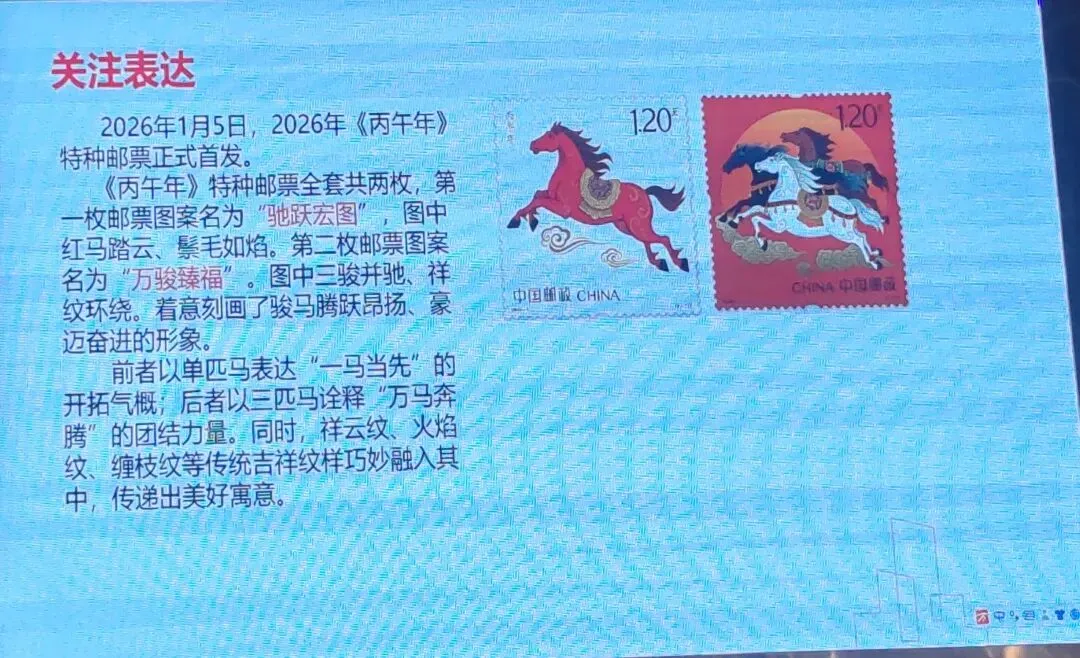 关注表达
2026年1月5日，2026年《丙午年》
特种邮票正式首发。
《丙午年》特种邮票全套共两枚，第
一枚邮票图案名为“驰跃宏图”，图中
红马踏云、鬃毛如焰。第二枚邮票图案
名为“万骏臻福”。图中三骏并驰、祥
纹环绕。着意刻画了骏马腾跃昂扬、豪
迈奋进的形象。
前者以单匹马表达“一马当先”的
开拓气概；后者以三匹马诠释“万马奔
腾”的团结力量。同时，祥云纹、火焰
纹、缠枝纹等传统吉祥纹样巧妙融入其
中，传递出美好寓意。
1.20元
中国邮政 CHINA
1.20
CHINA 中国邮政
中